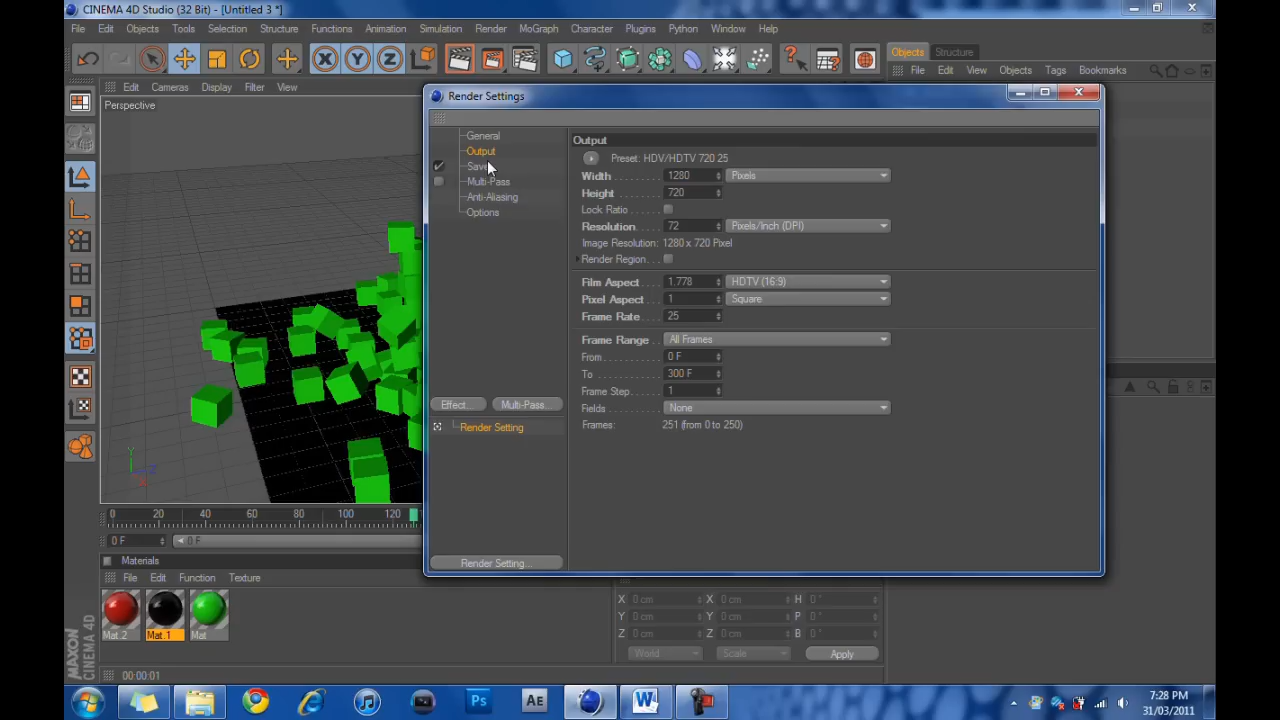 CINEMA 4D Studio (32 Bit) - [Untitled 3 *]
File Edit Objects Tools Selection Structure Functions Animation Simulation Render MoGraph Character Plugins Python Window Help
Objects Structure
File Edit View Objects Tags Bookmarks
Edit Cameras Display Filter View
Perspective
Render Settings
General
Output
Save
Multi-Pass
Anti-Aliasing
Options
Effect... Multi-Pass...
Render Setting
Render Setting...
Output
Preset: HDV/HDTV 720 25
Width 1280 Pixels
Height 720
Lock Ratio
Resolution 72 Pixels/Inch (DPI)
Image Resolution: 1280 x 720 Pixel
Render Region
Film Aspect 1.778 HDTV (16:9)
Pixel Aspect 1 Square
Frame Rate 25
Frame Range All Frames
From 0 F
To 300 F
Frame Step 1
Fields None
Frames: 251 (from 0 to 250)
Y
Z
X
0 20 40 60 80 100 120
0 F 0 F
Materials
File Edit Function Texture
Mat.2 Mat.1 Mat
X 0 cm X 0 cm H 0 °
Y 0 cm Y 0 cm P 0 °
Z 0 cm Z 0 cm B 0 °
World Scale Apply
MAXON
CINEMA 4D
00:00:01
Ps AE W
7:28 PM
31/03/2011